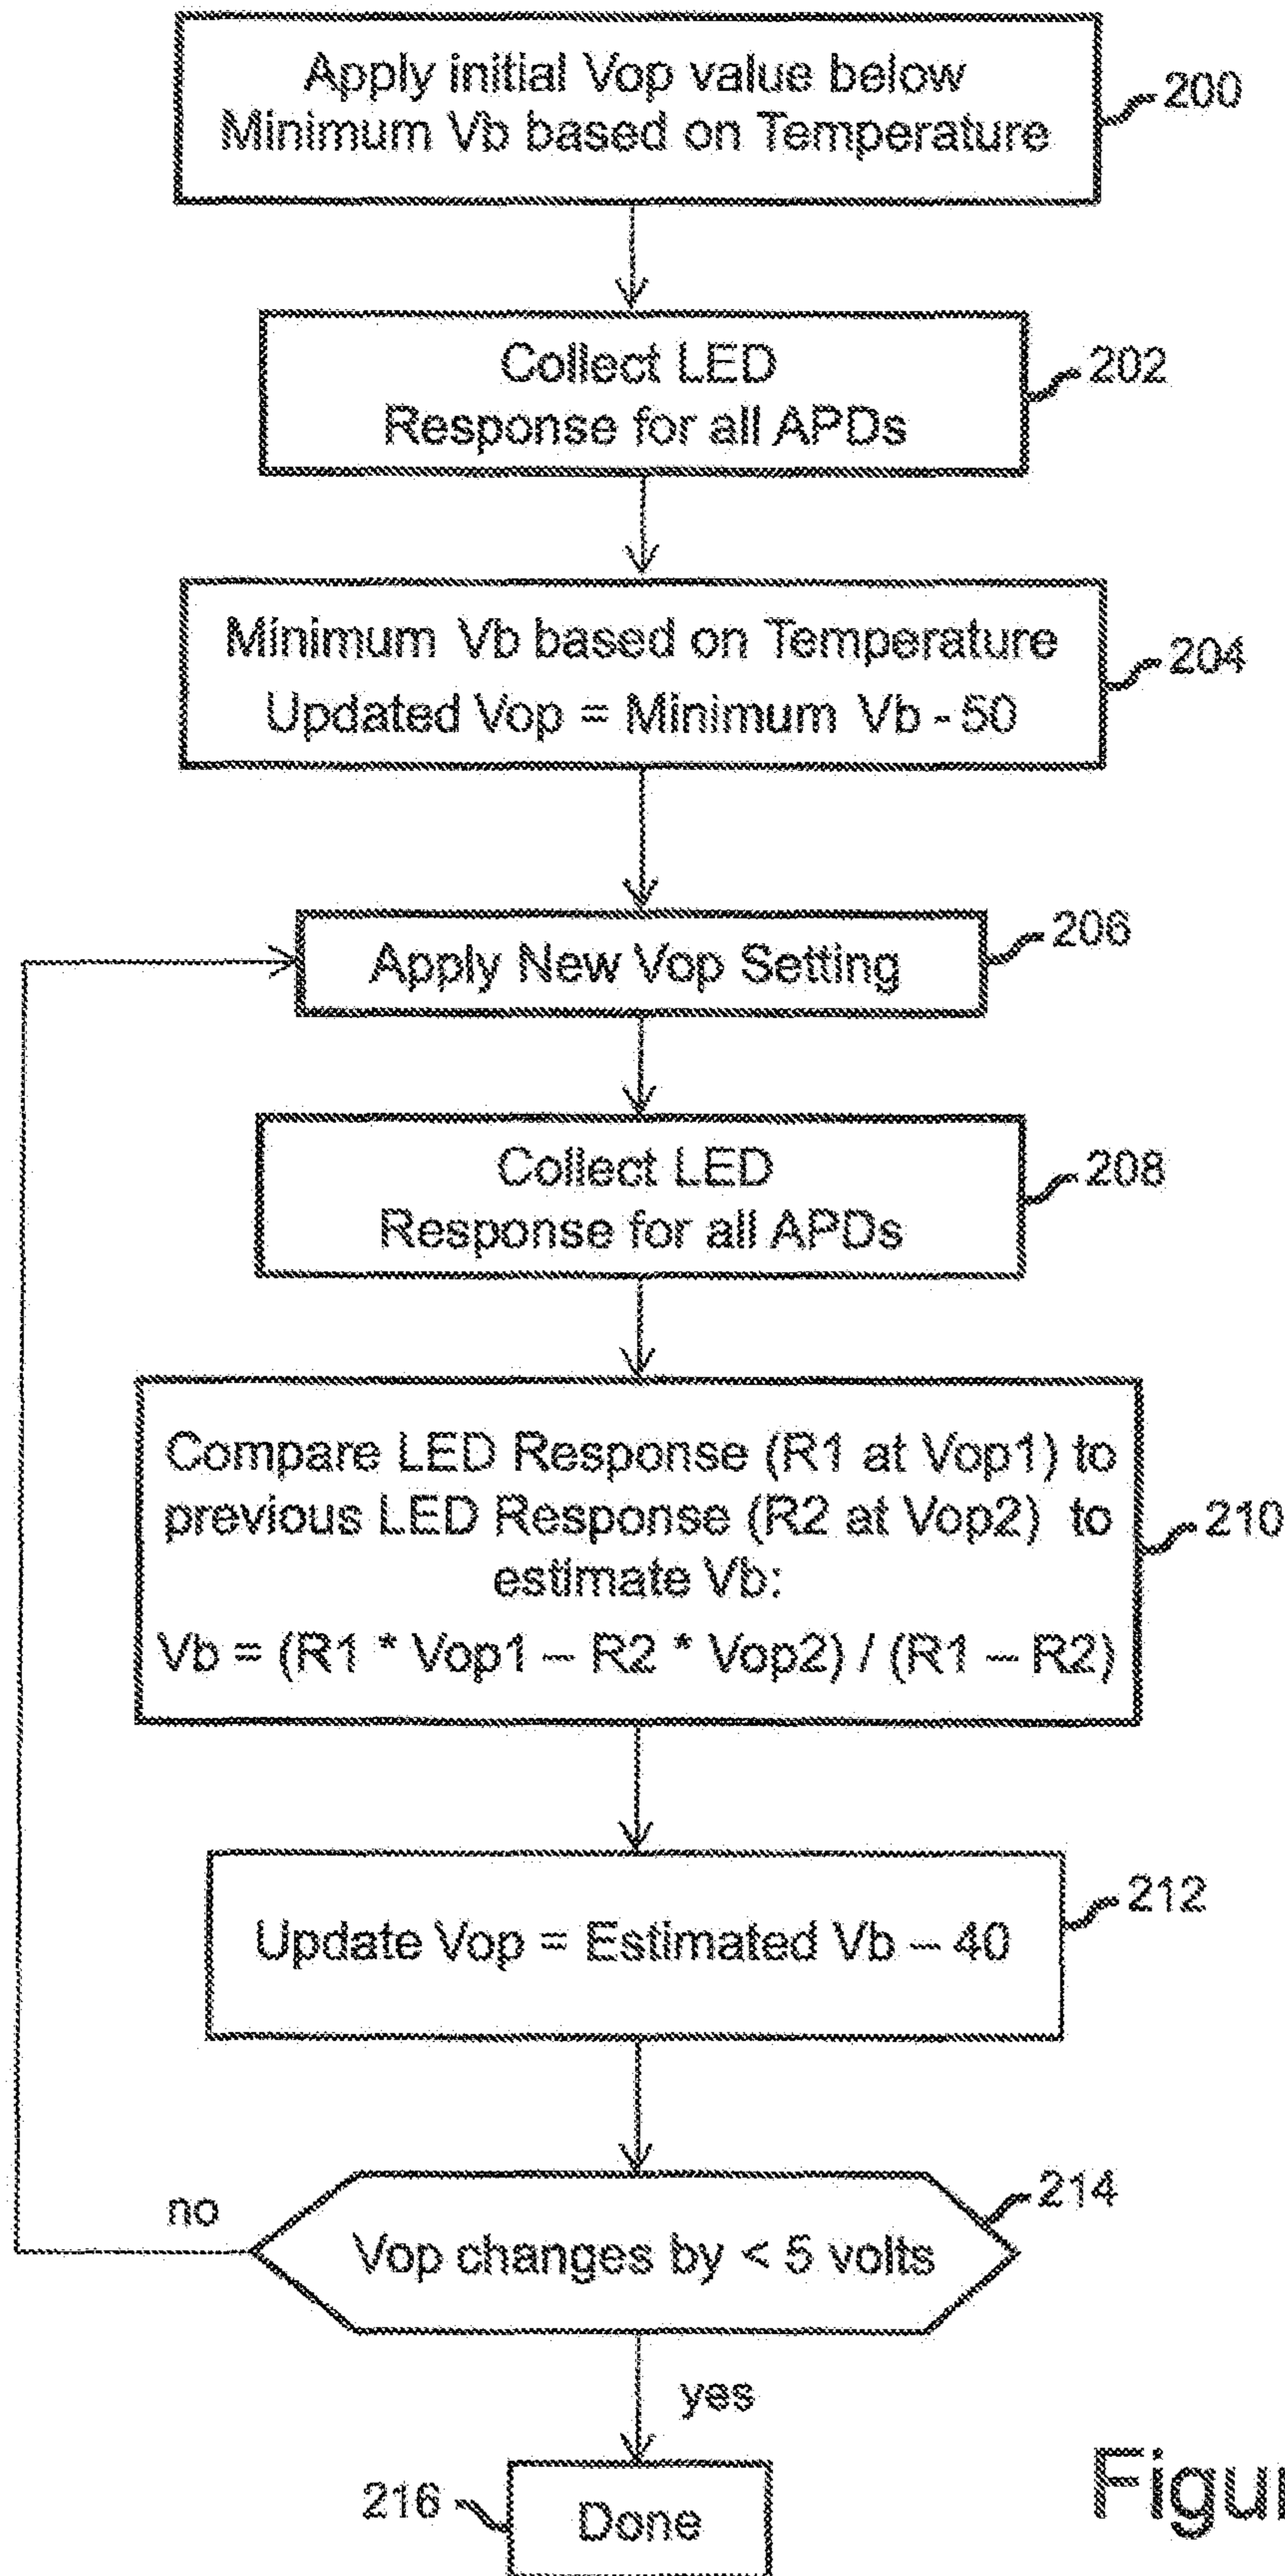 Apply initial Vop value below
Minimum Vb based on Temperature
200
Collect LED
Response for all APDs
202
Minimum Vb based on Temperature
Updated Vop = Minimum Vb - 50
204
Apply New Vop Setting
206
Collect LED
Response for all APDs
208
Compare LED Response (R1 at Vop1) to
previous LED Response (R2 at Vop2) to
estimate Vb:
Vb = (R1 * Vop1 – R2 * Vop2) / (R1 – R2)
210
Update Vop = Estimated Vb – 40
212
no
Vop changes by < 5 volts
214
yes
216
Done